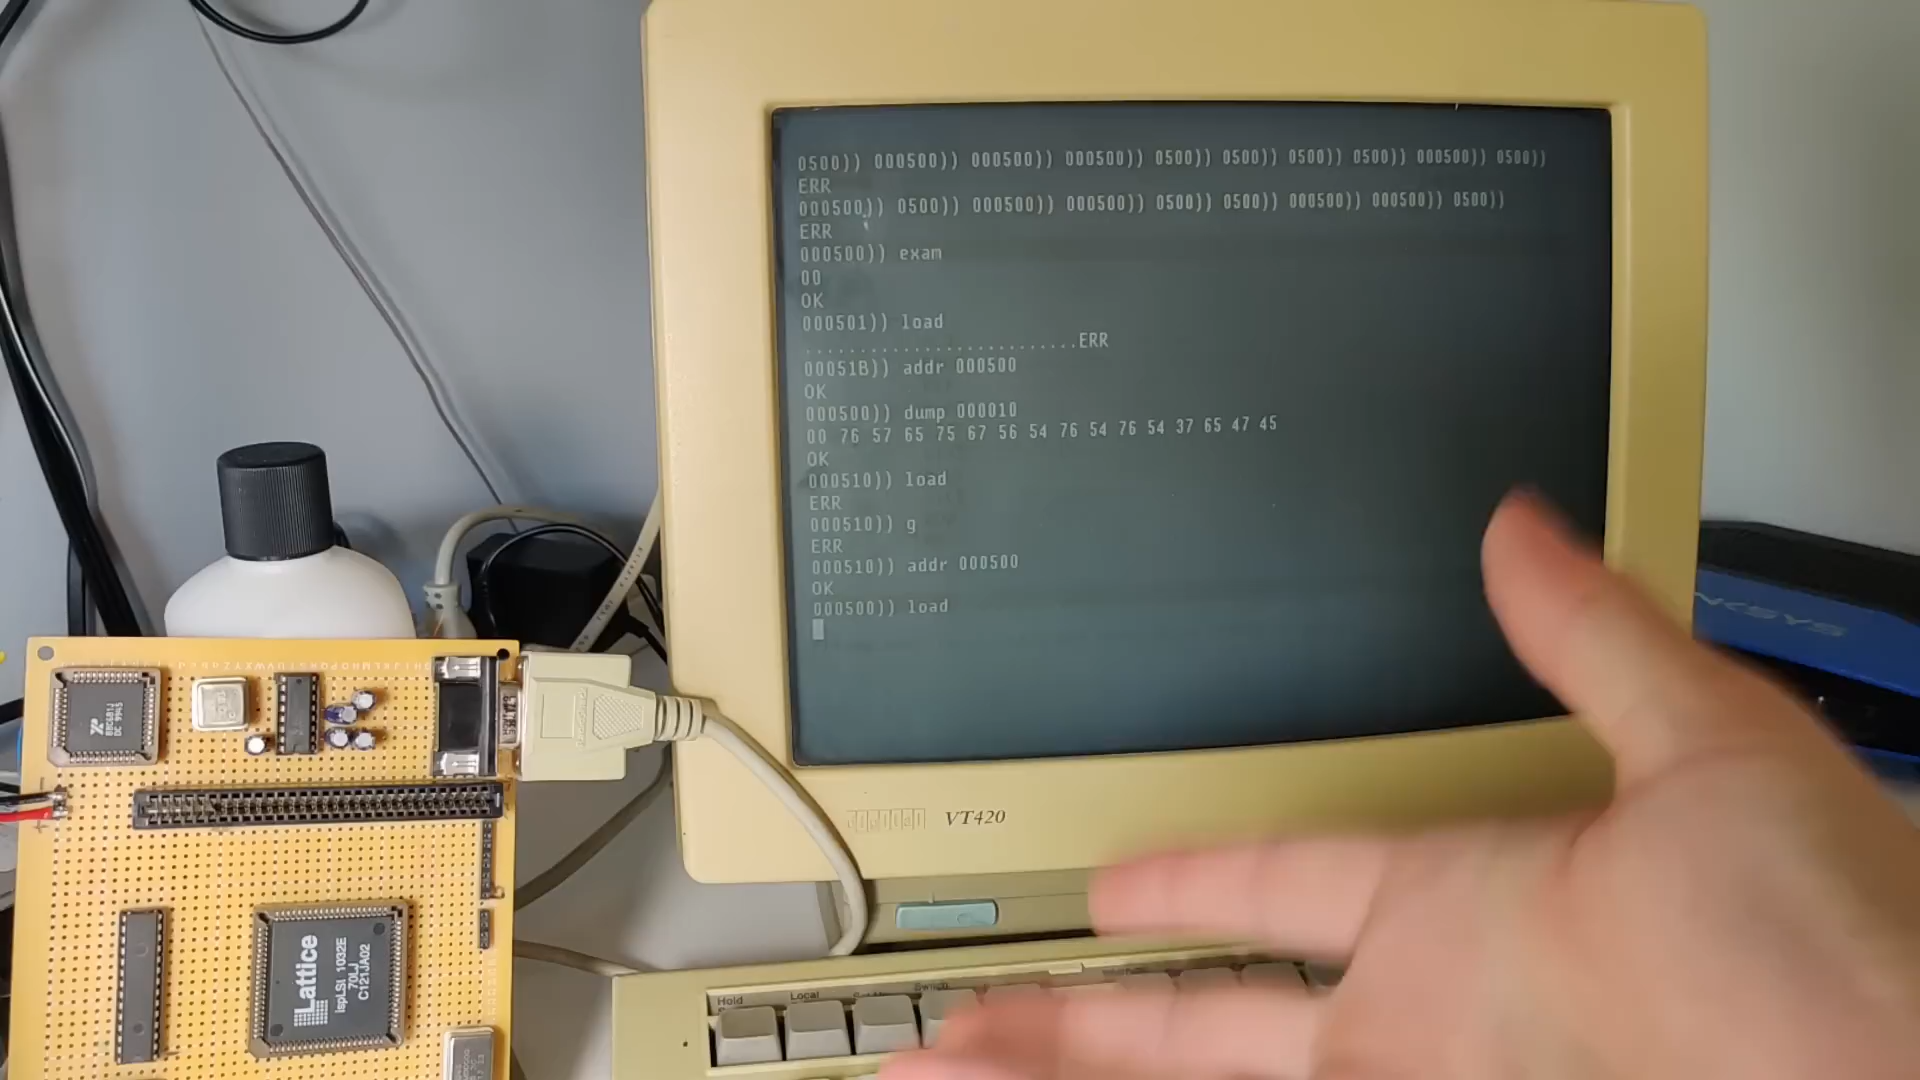 0500)) 000500)) 000500)) 000500)) 0500)) 0500)) 0500)) 0500)) 000500)) 0500))
ERR
000500)) 0500)) 000500)) 000500)) 0500)) 0500)) 000500)) 000500)) 0500))
ERR
000500)) exam
00
OK
000501)) load
..........................ERR
00051B)) addr 000500
OK
000500)) dump 000010
00 76 57 65 75 67 56 54 76 54 76 54 37 65 47 45
OK
000510)) load
ERR
000510)) g
ERR
000510)) addr 000500
OK
000500)) load
VT420
Lattice
ispLSI 1032E
70LJ
C121JA02
Hold
Local